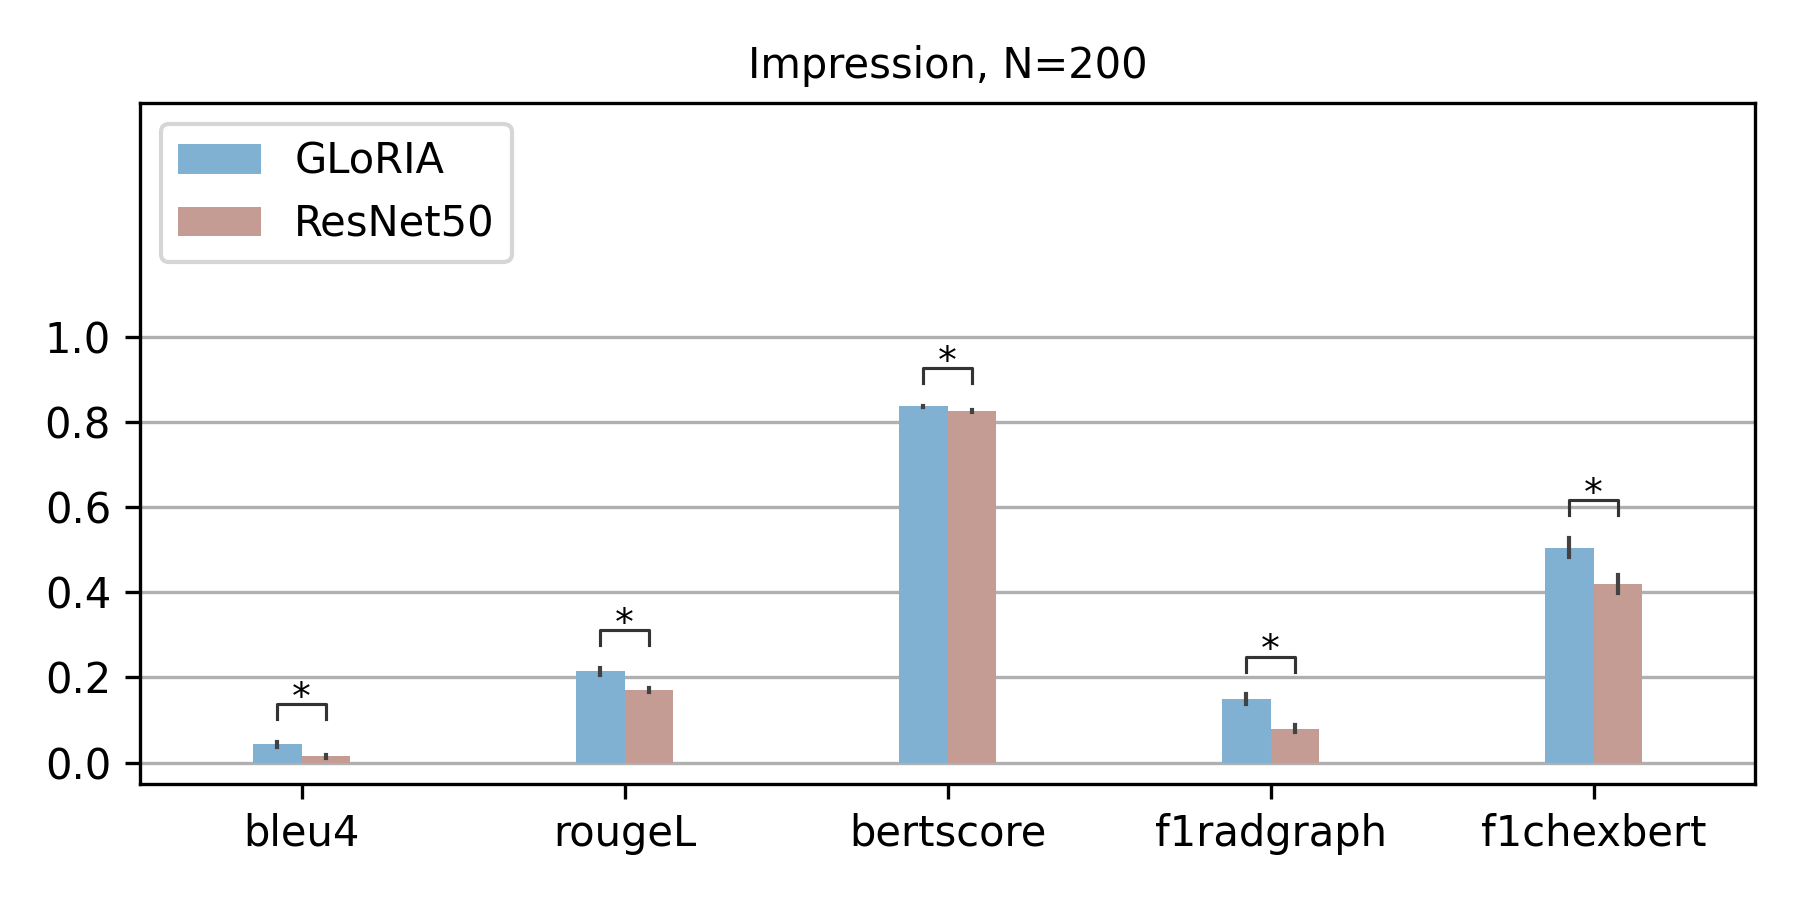 Impression, N=200
GLoRIA
ResNet50
1.0
0.8
0.6
0.4
0.2
0.0
*
*
*
*
*
bleu4 rougeL bertscore f1radgraph f1chexbert